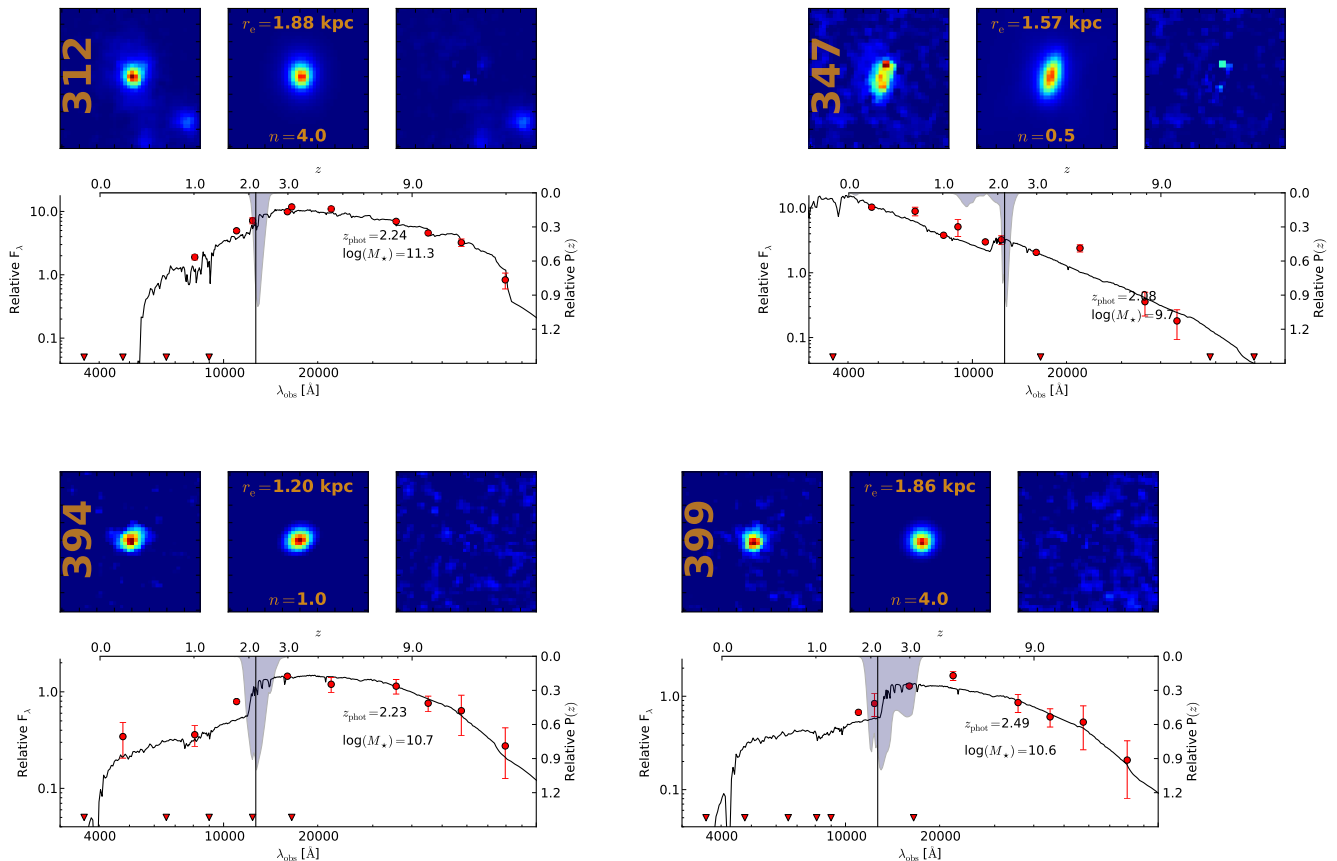 312
r_e=1.88 kpc
n=4.0
z
0.0 1.0 2.0 3.0 9.0
10.0
1.0
0.1
Relative F_λ
z_phot=2.24
log(M_⋆)=11.3
0.0
0.3
0.6
0.9
1.2
Relative P(z)
4000 10000 20000
λ_obs [Å]
347
r_e=1.57 kpc
n=0.5
z
0.0 1.0 2.0 3.0 9.0
10.0
1.0
0.1
Relative F_λ
z_phot=2.08
log(M_⋆)=9.7
0.0
0.3
0.6
0.9
1.2
Relative P(z)
4000 10000 20000
λ_obs [Å]
394
r_e=1.20 kpc
n=1.0
z
0.0 1.0 2.0 3.0 9.0
1.0
0.1
Relative F_λ
z_phot=2.23
log(M_⋆)=10.7
0.0
0.3
0.6
0.9
1.2
Relative P(z)
4000 10000 20000
λ_obs [Å]
399
r_e=1.86 kpc
n=4.0
z
0.0 1.0 2.0 3.0 9.0
1.0
0.1
Relative F_λ
z_phot=2.49
log(M_⋆)=10.6
0.0
0.3
0.6
0.9
1.2
Relative P(z)
4000 10000 20000
λ_obs [Å]